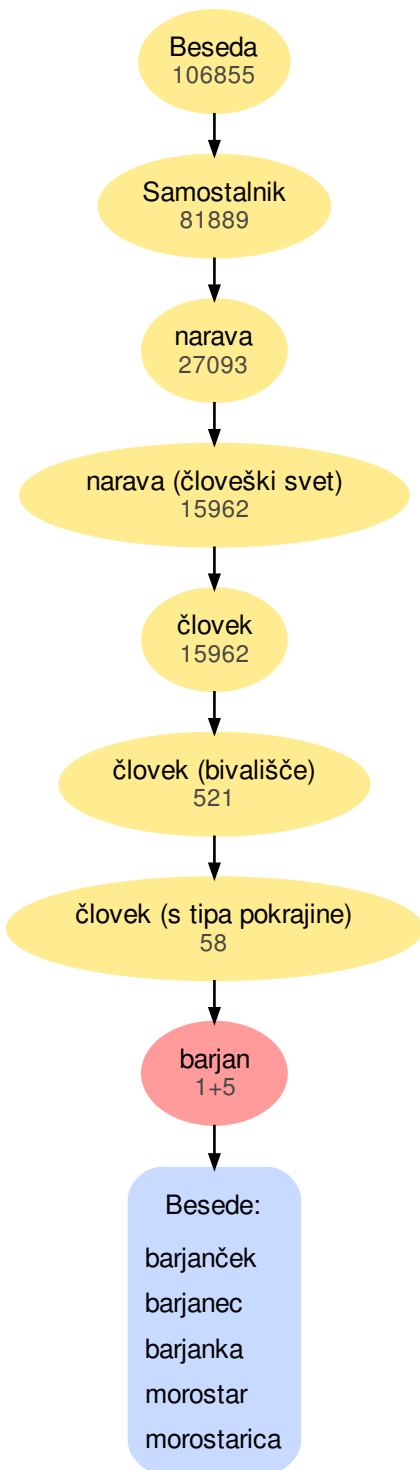 Beseda
106855
Samostalnik
81889
narava
27093
narava (človeški svet)
15962
človek
15962
človek (bivališče)
521
človek (s tipa pokrajine)
58
barjan
1+5
Besede:
barjanček
barjanec
barjanka
morostar
morostarica